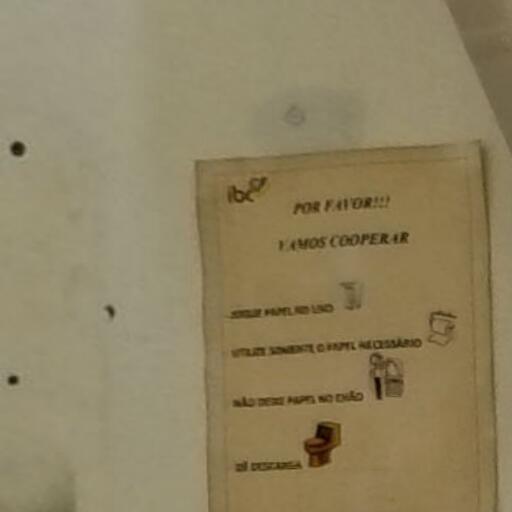 ibc
POR FAVOR!!!
VAMOS COOPERAR
JOGUE PAPEL NO LIXO
UTILIZE SOMENTE O PAPEL NECESSÁRIO
NÃO DEIXE PAPEL NO CHÃO
DÊ DESCARGA